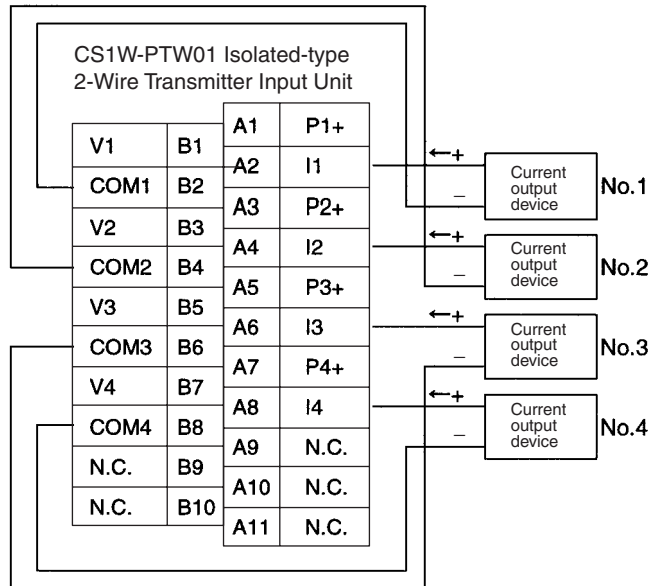 CS1W-PTW01 Isolated-type
2-Wire Transmitter Input Unit
V1 B1
COM1 B2
V2 B3
COM2 B4
V3 B5
COM3 B6
V4 B7
COM4 B8
N.C. B9
N.C. B10
A1 P1+
A2 I1
A3 P2+
A4 I2
A5 P3+
A6 I3
A7 P4+
A8 I4
A9 N.C.
A10 N.C.
A11 N.C.
←+
−
Current
output
device
No.1
←+
−
Current
output
device
No.2
←+
−
Current
output
device
No.3
←+
−
Current
output
device
No.4